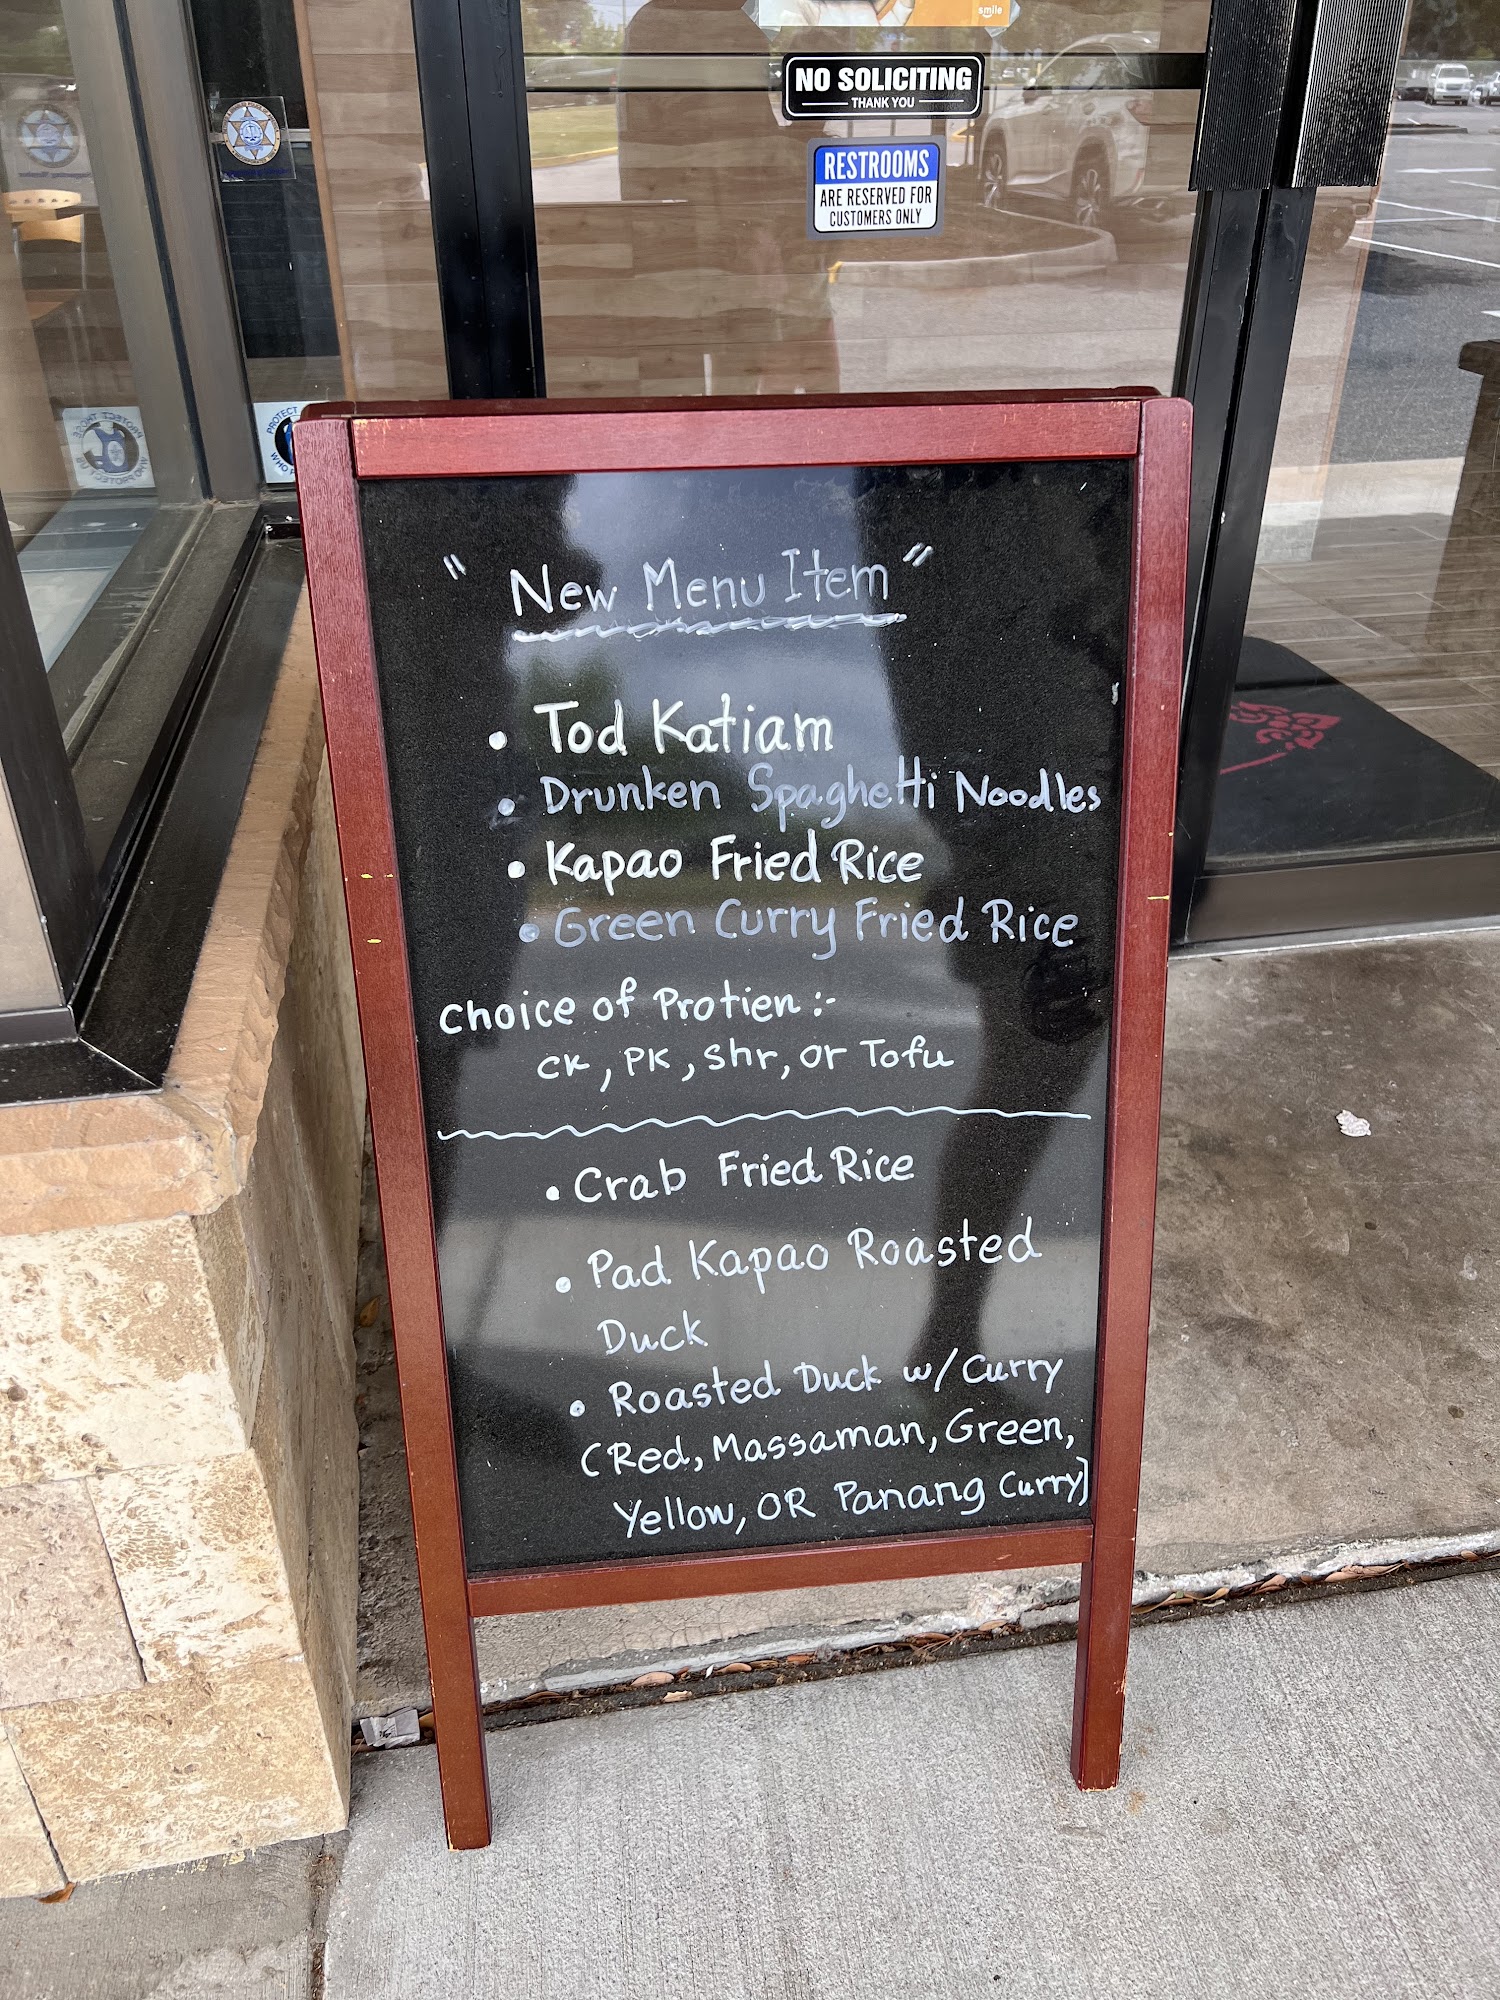 smile
NO SOLICITING
THANK YOU
RESTROOMS
ARE RESERVED FOR
CUSTOMERS ONLY
PROTECT
" New Menu Item "
• Tod Katiam
• Drunken Spaghetti Noodles
• Kapao Fried Rice
• Green Curry Fried Rice
Choice of Protien :-
CK, PK, Shr, or Tofu
• Crab Fried Rice
• Pad Kapao Roasted
Duck
• Roasted Duck w/ Curry
(Red, Massaman, Green,
Yellow, OR Panang Curry)